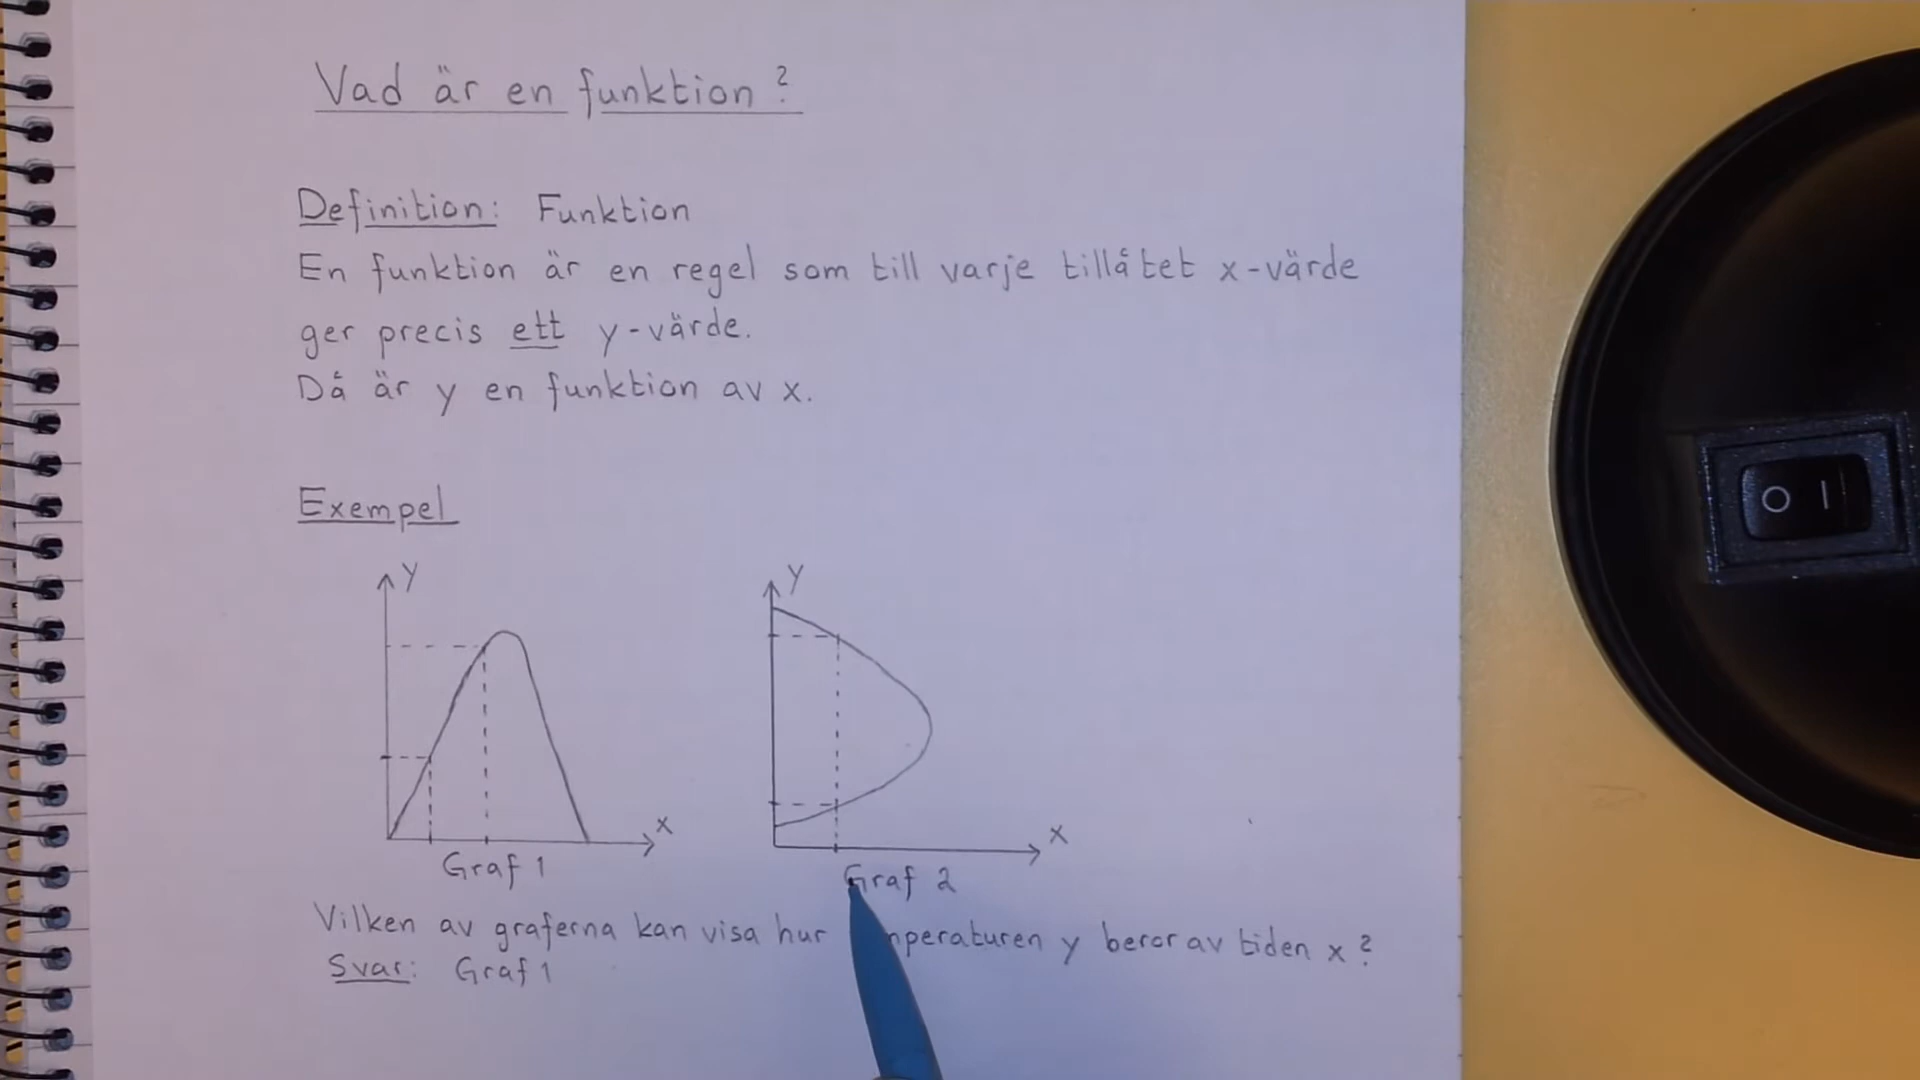 Vad är en funktion?
Definition: Funktion
En funktion är en regel som till varje tillåtet x-värde
ger precis ett y-värde.
Då är y en funktion av x.
Exempel
y
x
Graf 1
y
x
Graf 2
Vilken av graferna kan visa hur y beror av tiden x?
Svar: Graf 1
O I